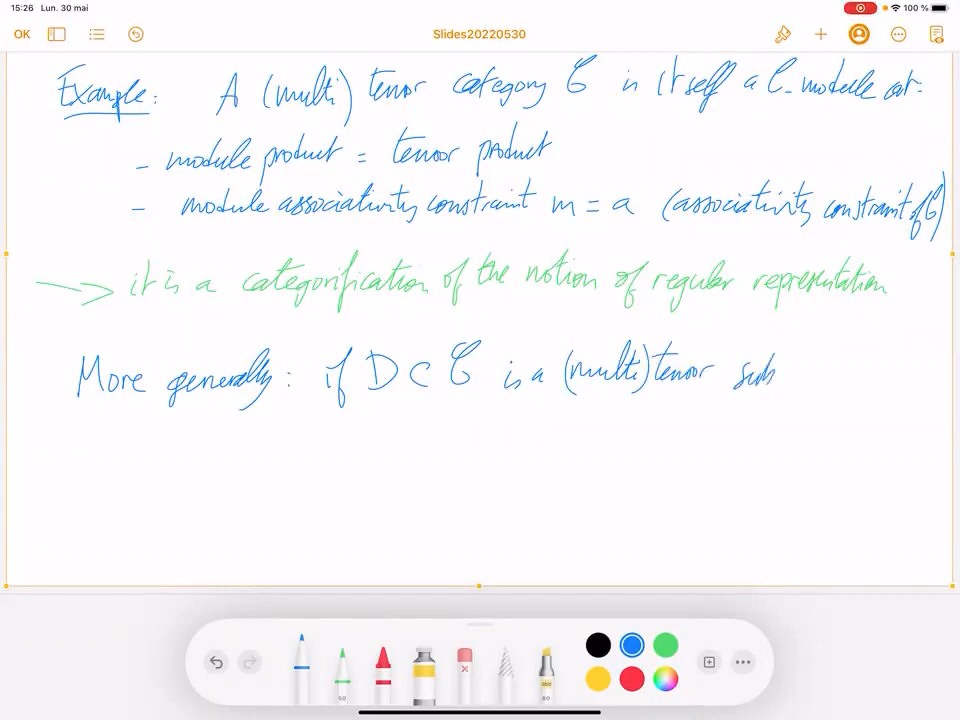 15:26 Lun. 30 mai 100 %
OK Slides20220530
Example: A (multi) tensor category C is itself a C-module cat.
- module product = tensor product
- module associativity constraint m = a (associativity constraint of C)
→ it is a categorification of the notion of regular representation
More generally: if D ⊂ C is a (multi)tensor sub